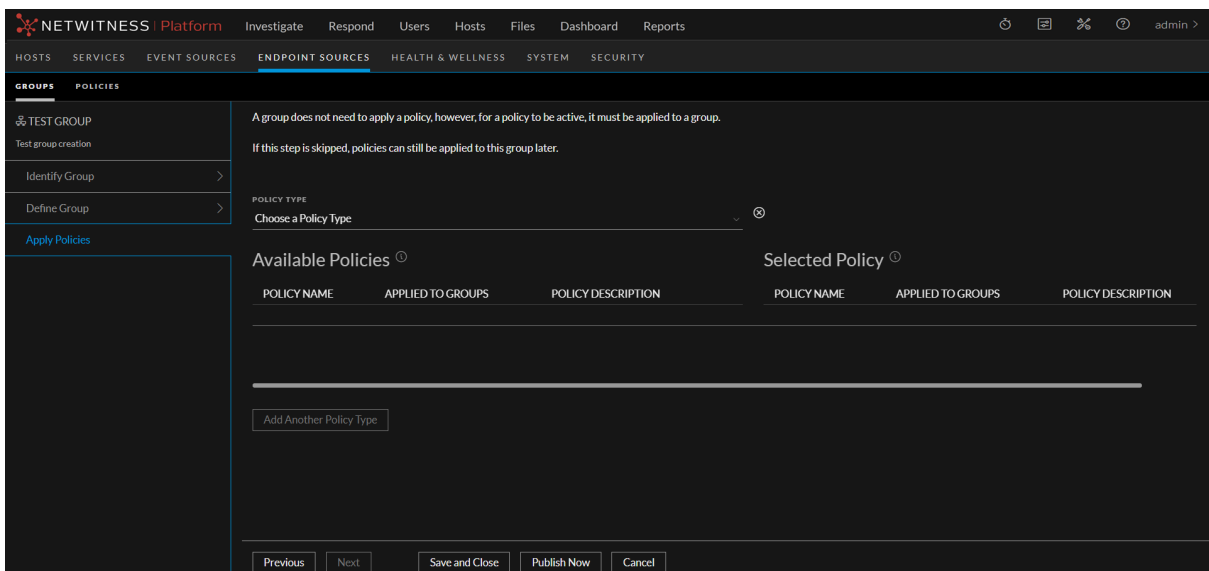 NETWITNESS | Platform Investigate Respond Users Hosts Files Dashboard Reports admin >
HOSTS SERVICES EVENT SOURCES ENDPOINT SOURCES HEALTH & WELLNESS SYSTEM SECURITY
GROUPS POLICIES
TEST GROUP
Test group creation
Identify Group
Define Group
Apply Policies
A group does not need to apply a policy, however, for a policy to be active, it must be applied to a group.
If this step is skipped, policies can still be applied to this group later.
POLICY TYPE
Choose a Policy Type
Available Policies
POLICY NAME APPLIED TO GROUPS POLICY DESCRIPTION
Selected Policy
POLICY NAME APPLIED TO GROUPS POLICY DESCRIPTION
Add Another Policy Type
Previous Next Save and Close Publish Now Cancel